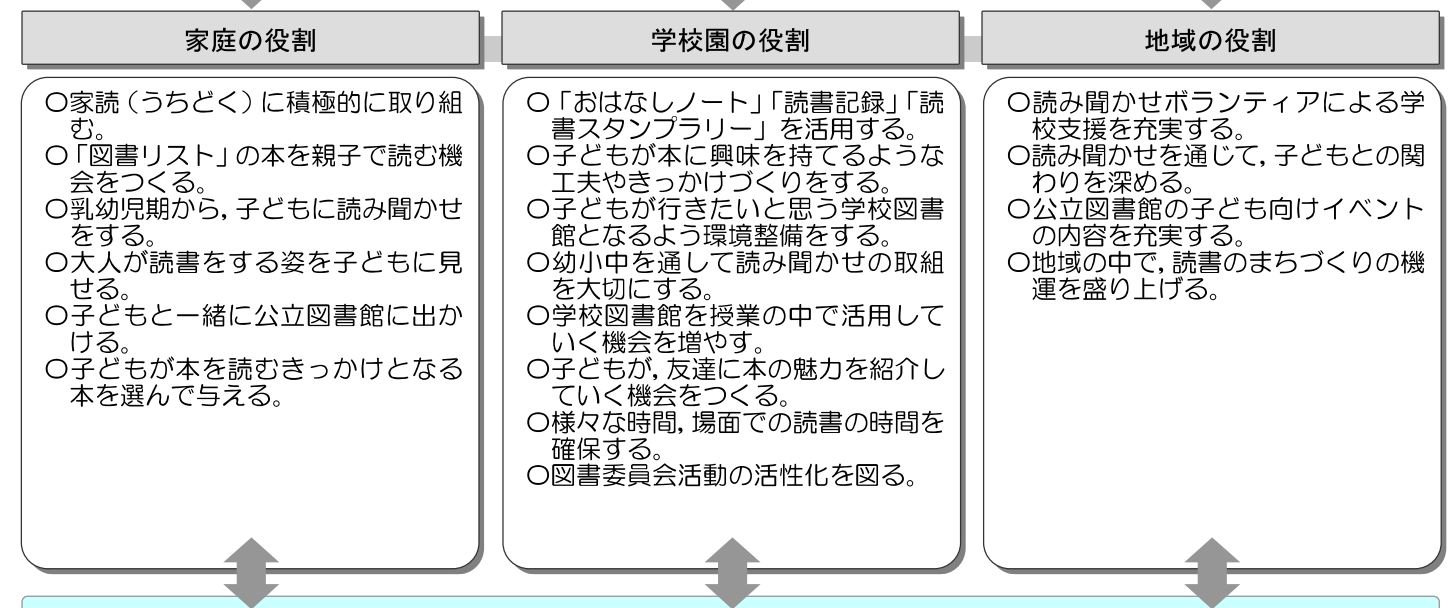 家庭の役割
〇家読（うちどく）に積極的に取り組
む。
〇「図書リスト」の本を親子で読む機
会をつくる。
〇乳幼児期から，子どもに読み聞かせ
をする。
〇大人が読書をする姿を子どもに見
せる。
〇子どもと一緒に公立図書館に出か
ける。
〇子どもが本を読むきっかけとなる
本を選んで与える。
学校園の役割
〇「おはなしノート」「読書記録」「読
書スタンプラリー」を活用する。
〇子どもが本に興味を持てるような
工夫やきっかけづくりをする。
〇子どもが行きたいと思う学校図書
館となるよう環境整備をする。
〇幼小中を通して読み聞かせの取組
を大切にする。
〇学校図書館を授業の中で活用して
いく機会を増やす。
〇子どもが，友達に本の魅力を紹介し
ていく機会をつくる。
〇様々な時間，場面での読書の時間を
確保する。
〇図書委員会活動の活性化を図る。
地域の役割
〇読み聞かせボランティアによる学
校支援を充実する。
〇読み聞かせを通じて，子どもとの関
わりを深める。
〇公立図書館の子ども向けイベント
の内容を充実する。
〇地域の中で，読書のまちづくりの機
運を盛り上げる。